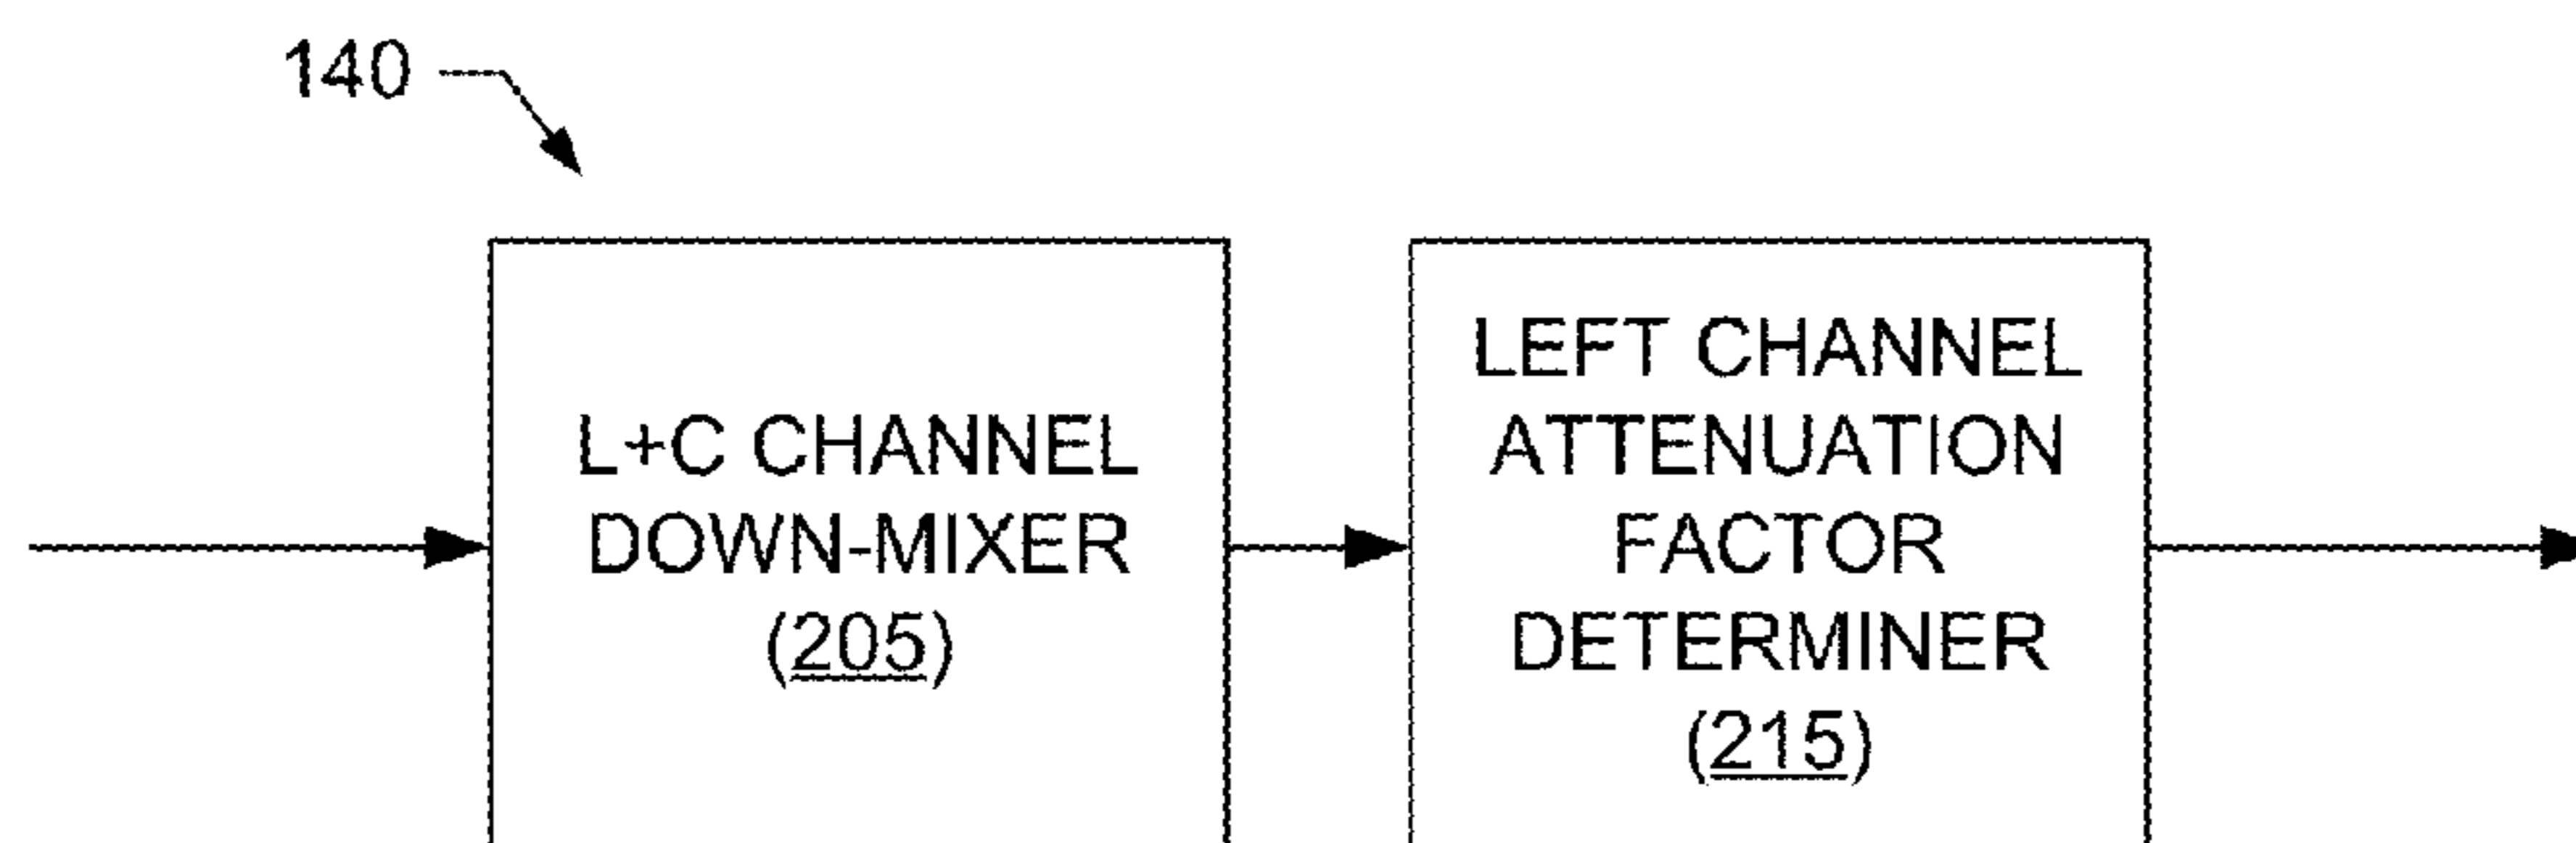 140
L+C CHANNEL
DOWN-MIXER
(205)
LEFT CHANNEL
ATTENUATION
FACTOR
DETERMINER
(215)